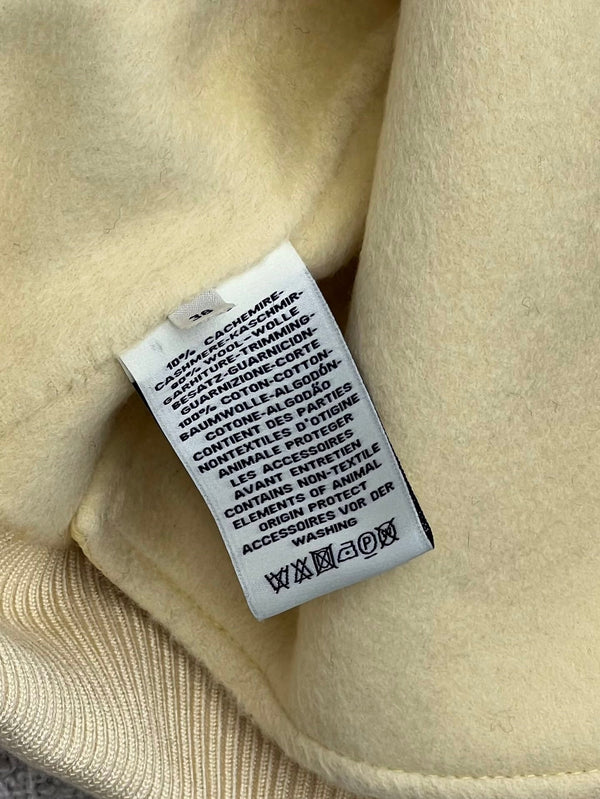 36
10% CACHEMIRE-
CASHMERE-KASCHMIR-
90% WOOL-WOLLE
GARNITURE-TRIMMING-
BESATZ-GUARNICION-
GUARNIZIONE-CORTE
100% COTON-COTTON-
BAUMWOLLE-ALGODÓN-
COTONE-ALGODÃO
CONTIENT DES PARTIES
NONTEXTILES D'ORIGINE
ANIMALE PROTEGER
LES ACCESSOIRES
AVANT ENTRETIEN
CONTAINS NON-TEXTILE
ELEMENTS OF ANIMAL
ORIGIN PROTECT
ACCESSOIRES VOR DER
WASHING
P